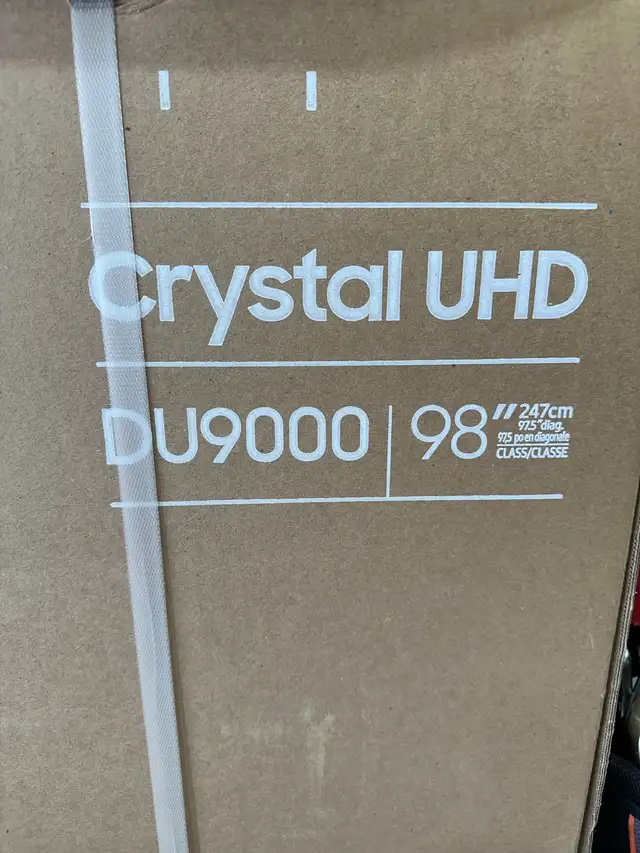 Crystal UHD
DU9000
98″ 247cm
97.5″diag.
97,5 po en diagonale
CLASS/CLASSE